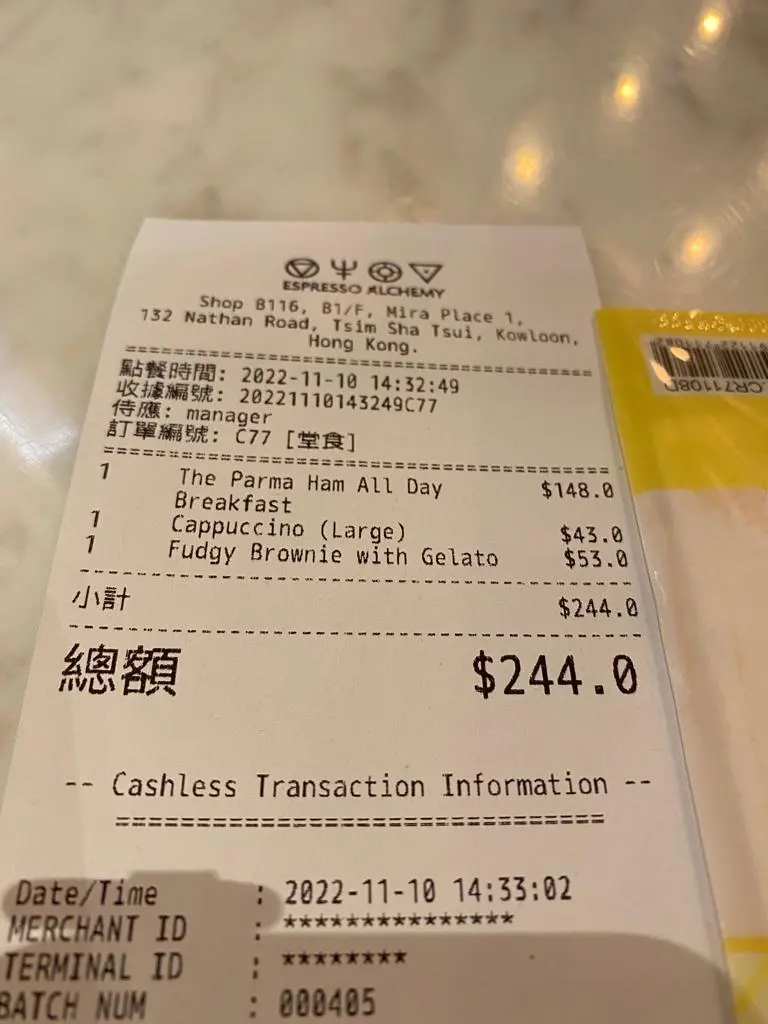 ESPRESSO ALCHEMY
Shop B116, B1/F, Mira Place 1,
132 Nathan Road, Tsim Sha Tsui, Kowloon,
Hong Kong.
點餐時間: 2022-11-10 14:32:49
收據編號: 20221110143249C77
侍應: manager
訂單編號: C77 [堂食]
1 The Parma Ham All Day $148.0
Breakfast
1 Cappuccino (Large) $43.0
1 Fudgy Brownie with Gelato $53.0
小計 $244.0
總額 $244.0
-- Cashless Transaction Information --
Date/Time : 2022-11-10 14:33:02
MERCHANT ID : ***************
TERMINAL ID : ********
BATCH NUM : 000405